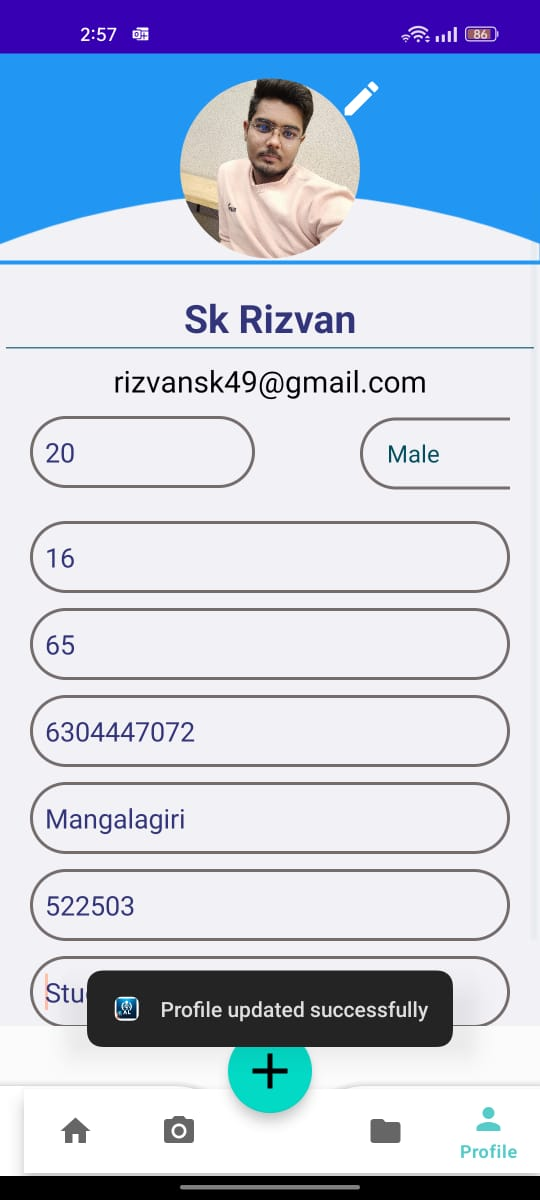 2:57
86
Sk Rizvan
rizvansk49@gmail.com
20 Male
16
65
6304447072
Mangalagiri
522503
Stu
Profile updated successfully
Profile